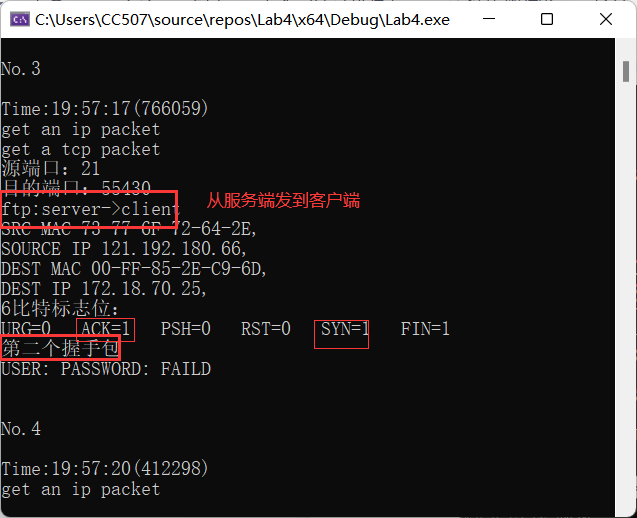 C:\Users\CC507\source\repos\Lab4\x64\Debug\Lab4.exe
No.3
Time:19:57:17(766059)
get an ip packet
get a tcp packet
源端口：21
目的端口：55430
ftp:server->client 从服务端发到客户端
SRC MAC 73-77-6F-72-64-2E,
SOURCE IP 121.192.180.66,
DEST MAC 00-FF-85-2E-C9-6D,
DEST IP 172.18.70.25,
6比特标志位：
URG=0 ACK=1 PSH=0 RST=0 SYN=1 FIN=1
第二个握手包
USER: PASSWORD: FAILD
No.4
Time:19:57:20(412298)
get an ip packet